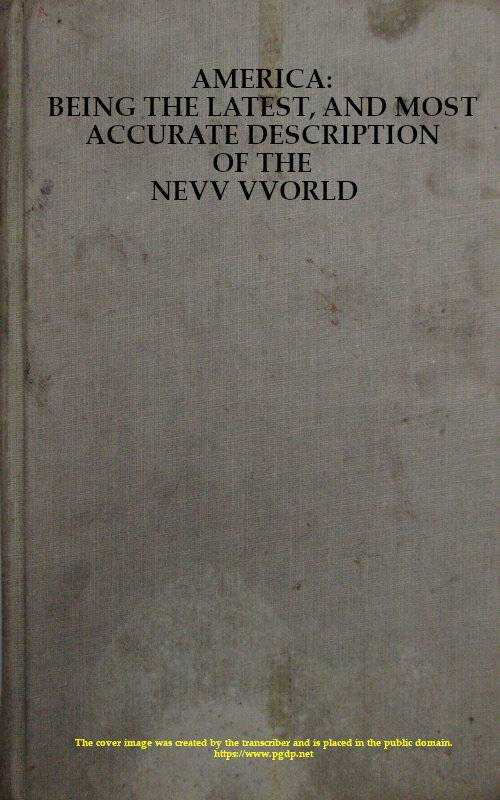 AMERICA:
BEING THE LATEST, AND MOST
ACCURATE DESCRIPTION
OF THE
NEVV VVORLD
The cover image was created by the transcriber and is placed in the public domain.
https://www.pgdp.net